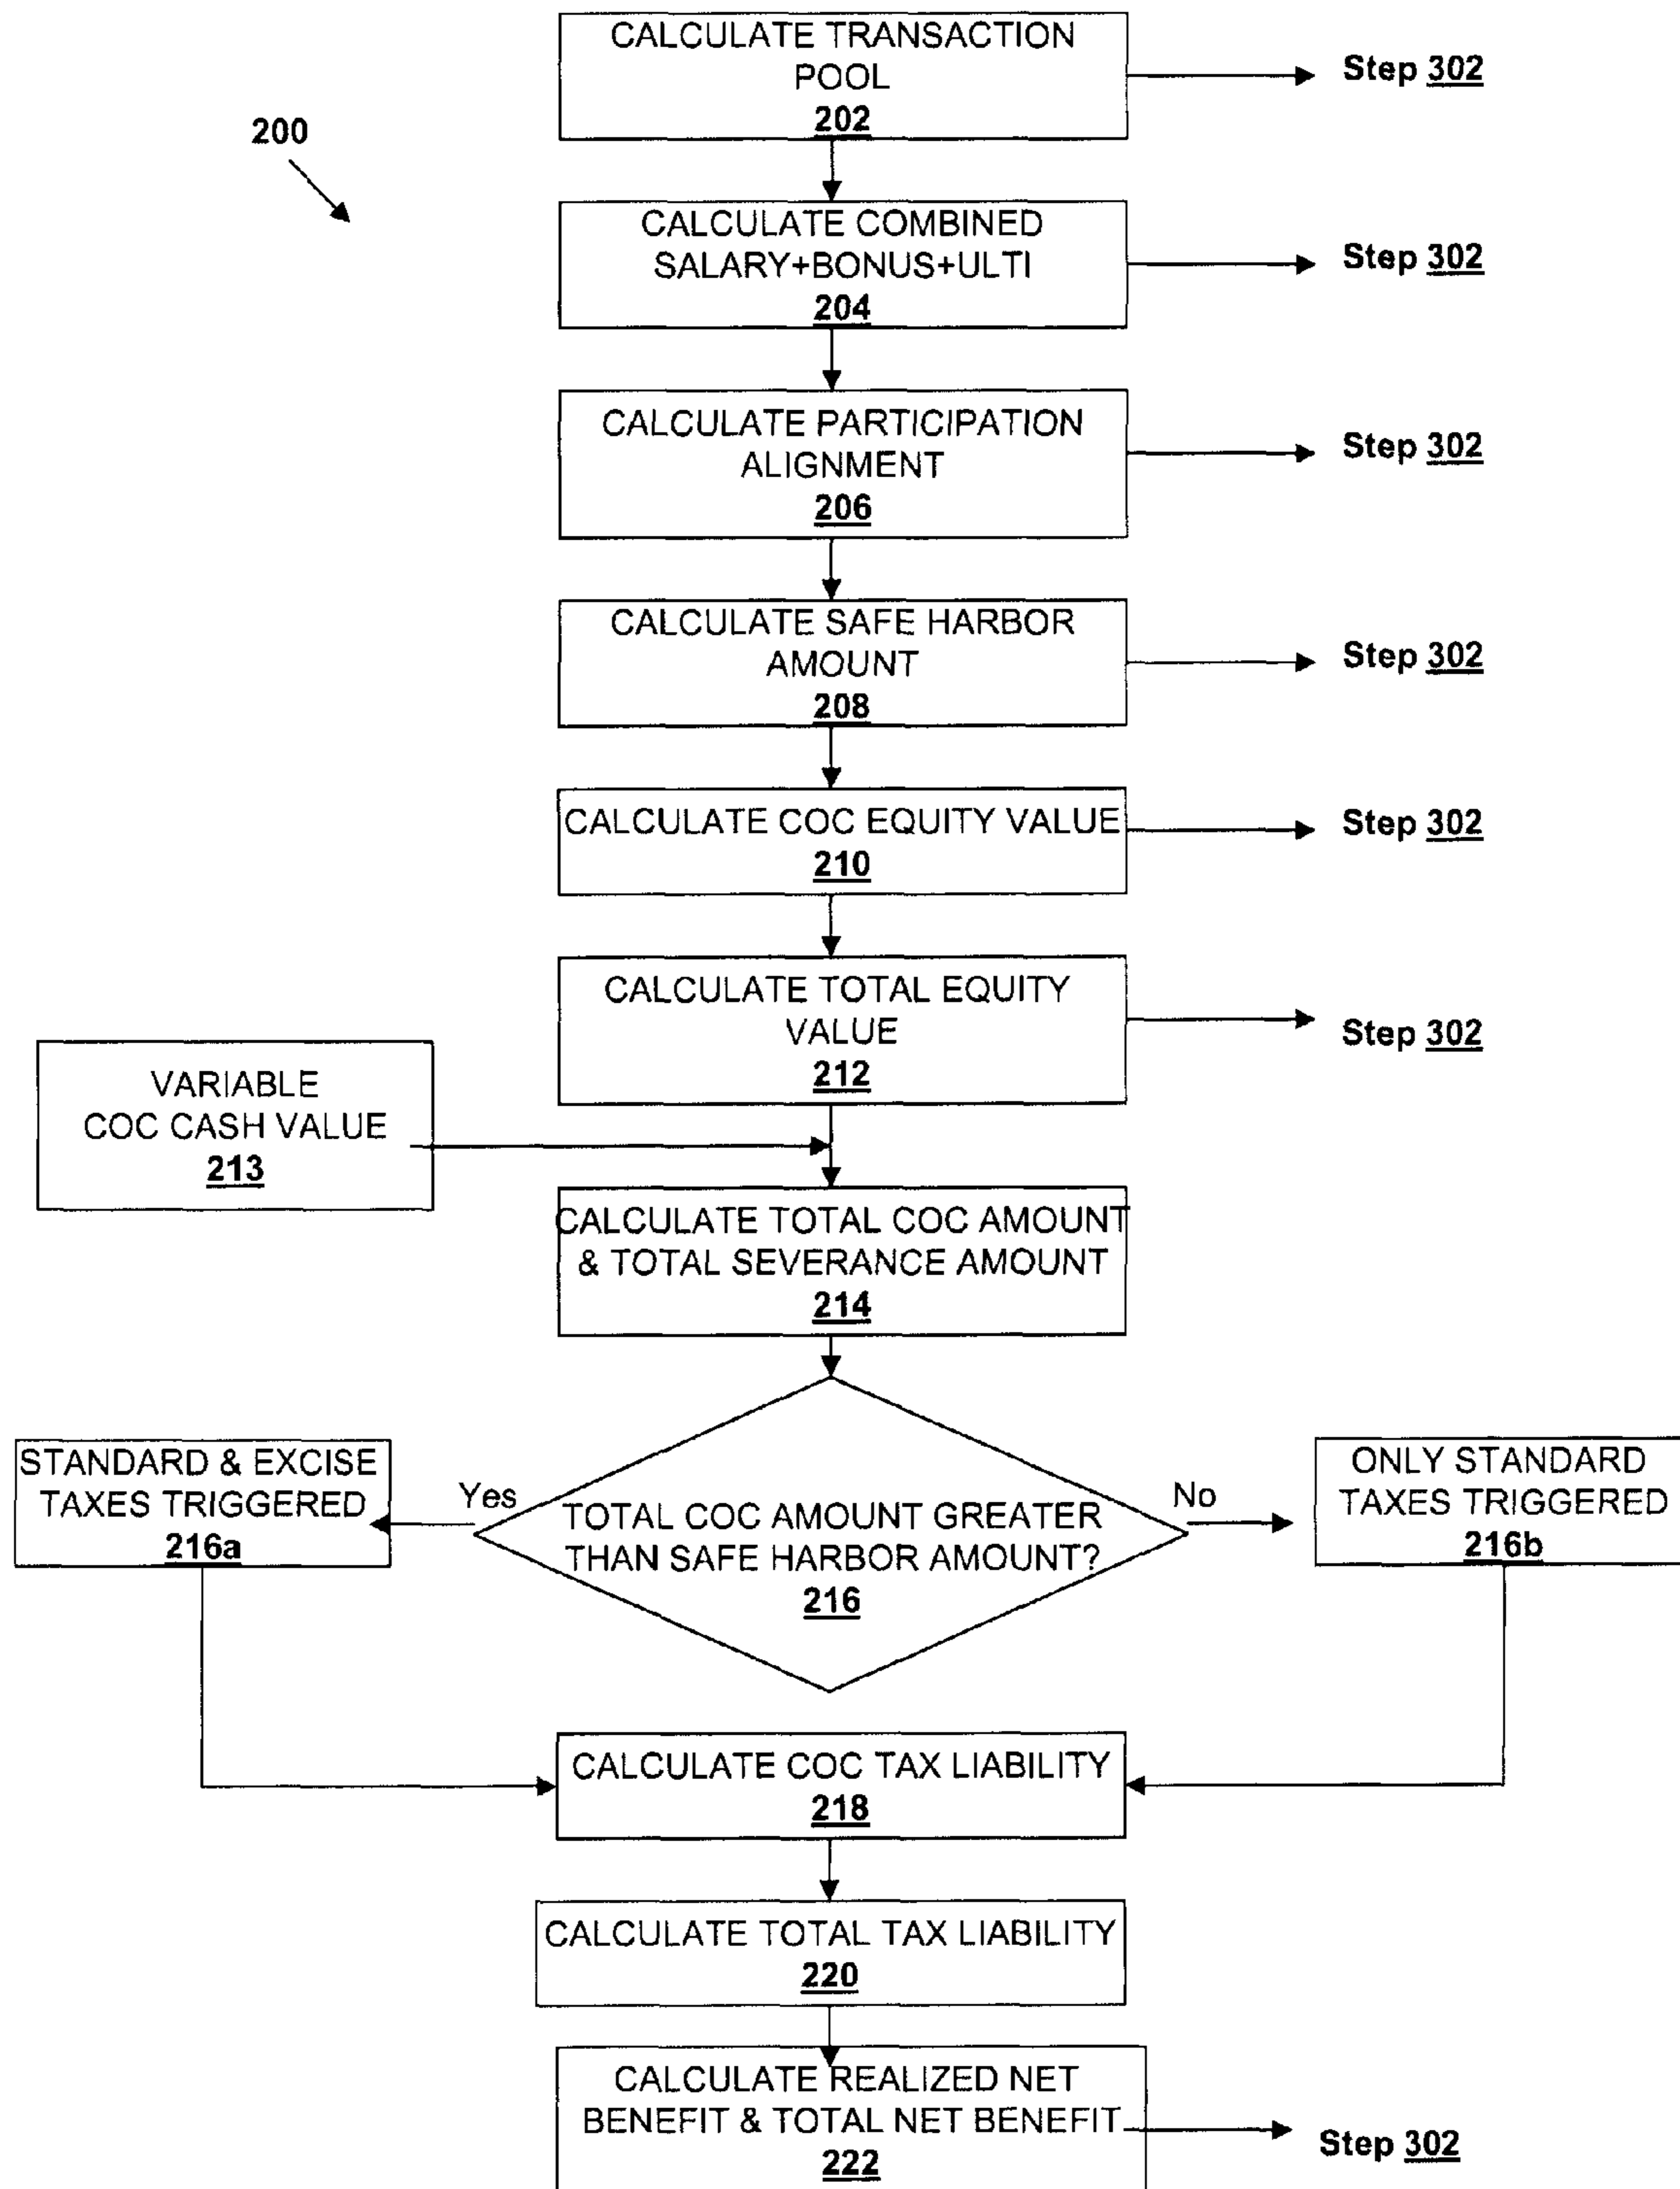 CALCULATE TRANSACTION
POOL
202
Step 302
200
CALCULATE COMBINED
SALARY+BONUS+ULTI
204
Step 302
CALCULATE PARTICIPATION
ALIGNMENT
206
Step 302
CALCULATE SAFE HARBOR
AMOUNT
208
Step 302
CALCULATE COC EQUITY VALUE
210
Step 302
CALCULATE TOTAL EQUITY
VALUE
212
Step 302
VARIABLE
COC CASH VALUE
213
CALCULATE TOTAL COC AMOUNT
& TOTAL SEVERANCE AMOUNT
214
STANDARD & EXCISE
TAXES TRIGGERED
216a
Yes
TOTAL COC AMOUNT GREATER
THAN SAFE HARBOR AMOUNT?
216
No
ONLY STANDARD
TAXES TRIGGERED
216b
CALCULATE COC TAX LIABILITY
218
CALCULATE TOTAL TAX LIABILITY
220
CALCULATE REALIZED NET
BENEFIT & TOTAL NET BENEFIT
222
Step 302